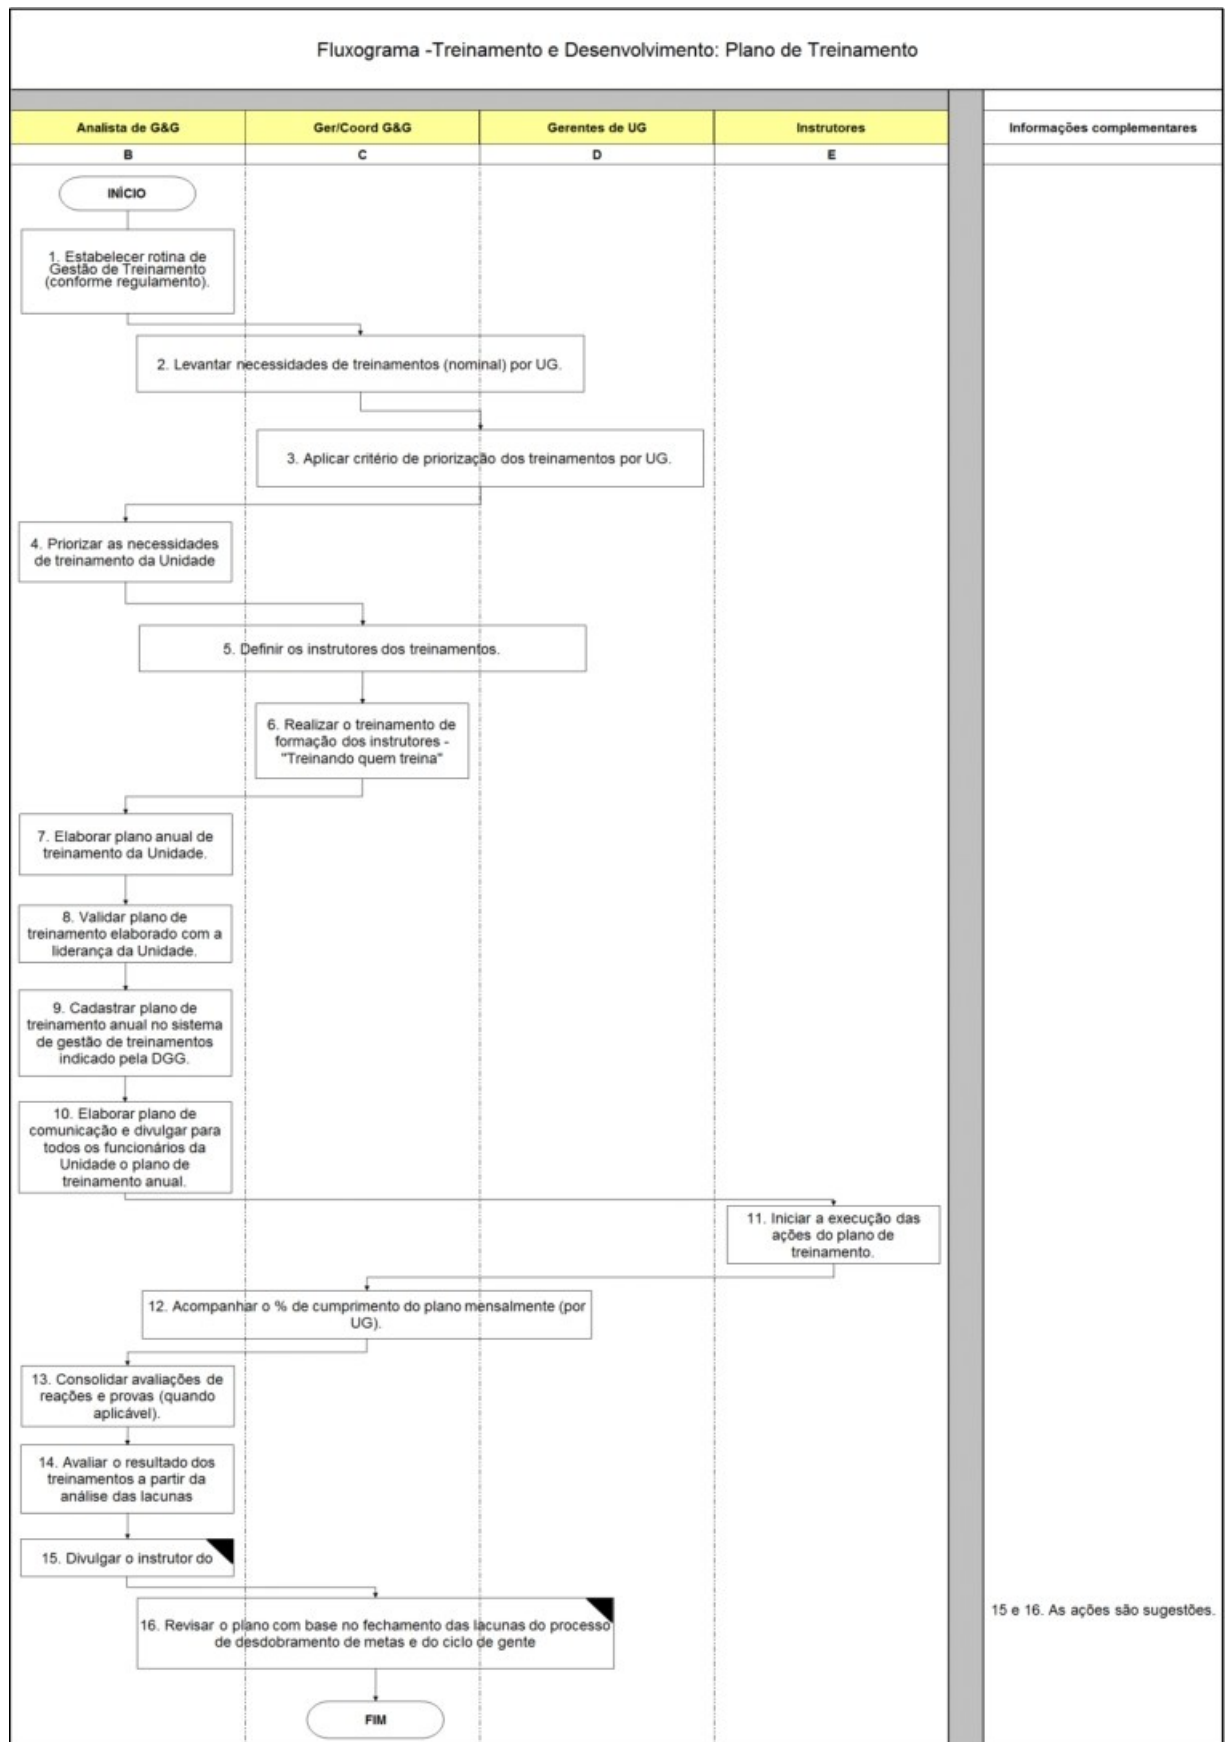 Fluxograma -Treinamento e Desenvolvimento: Plano de Treinamento
Analista de G&G
Ger/Coord G&G
Gerentes de UG
Instrutores
Informações complementares
B
C
D
E
INÍCIO
1. Estabelecer rotina de
Gestão de Treinamento
(conforme regulamento).
2. Levantar necessidades de treinamentos (nominal) por UG.
3. Aplicar critério de priorização dos treinamentos por UG.
4. Priorizar as necessidades
de treinamento da Unidade
5. Definir os instrutores dos treinamentos.
6. Realizar o treinamento de
formação dos instrutores -
"Treinando quem treina"
7. Elaborar plano anual de
treinamento da Unidade.
8. Validar plano de
treinamento elaborado com a
liderança da Unidade.
9. Cadastrar plano de
treinamento anual no sistema
de gestão de treinamentos
indicado pela DGG.
10. Elaborar plano de
comunicação e divulgar para
todos os funcionários da
Unidade o plano de
treinamento anual.
11. Iniciar a execução das
ações do plano de
treinamento.
12. Acompanhar o % de cumprimento do plano mensalmente (por
UG).
13. Consolidar avaliações de
reações e provas (quando
aplicável).
14. Avaliar o resultado dos
treinamentos a partir da
análise das lacunas
15. Divulgar o instrutor do
16. Revisar o plano com base no fechamento das lacunas do processo
de desdobramento de metas e do ciclo de gente
15 e 16. As ações são sugestões.
FIM